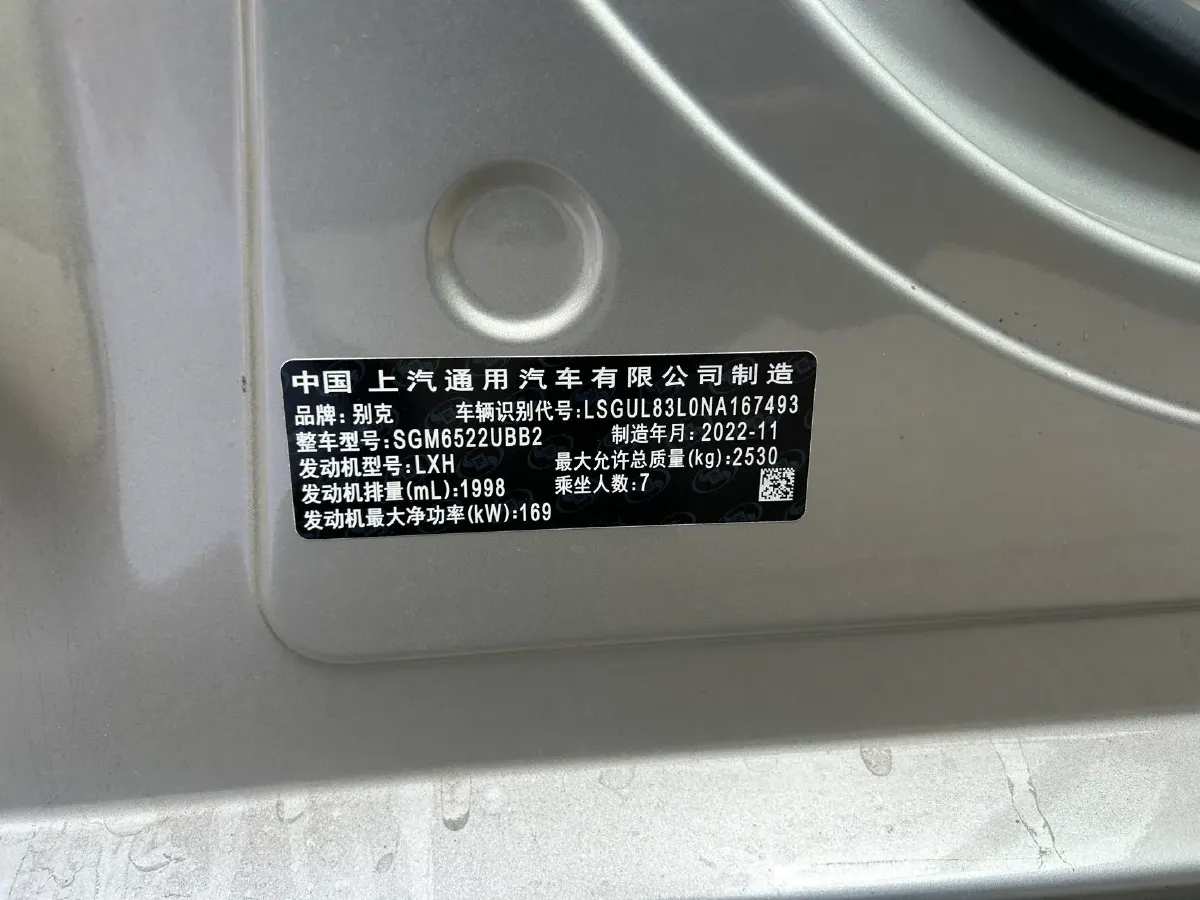 中国 上汽通用汽车有限公司制造
品牌:别克 车辆识别代号:LSGUL83L0NA167493
整车型号:SGM6522UBB2 制造年月:2022-11
发动机型号:LXH 最大允许总质量(kg):2530
发动机排量(mL):1998 乘坐人数:7
发动机最大净功率(kW):169